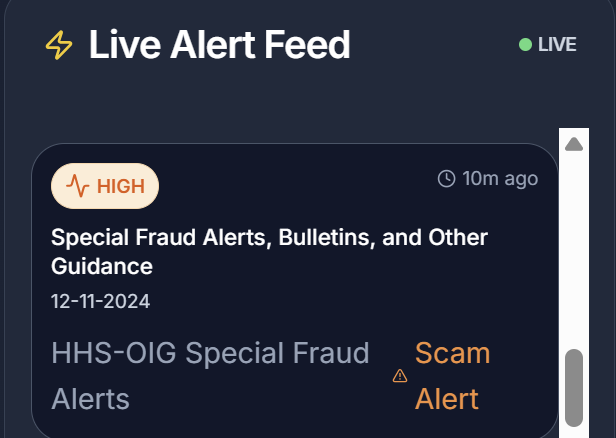 Live Alert Feed
LIVE
HIGH
10m ago
Special Fraud Alerts, Bulletins, and Other
Guidance
12-11-2024
HHS-OIG Special Fraud
Alerts
Scam
Alert